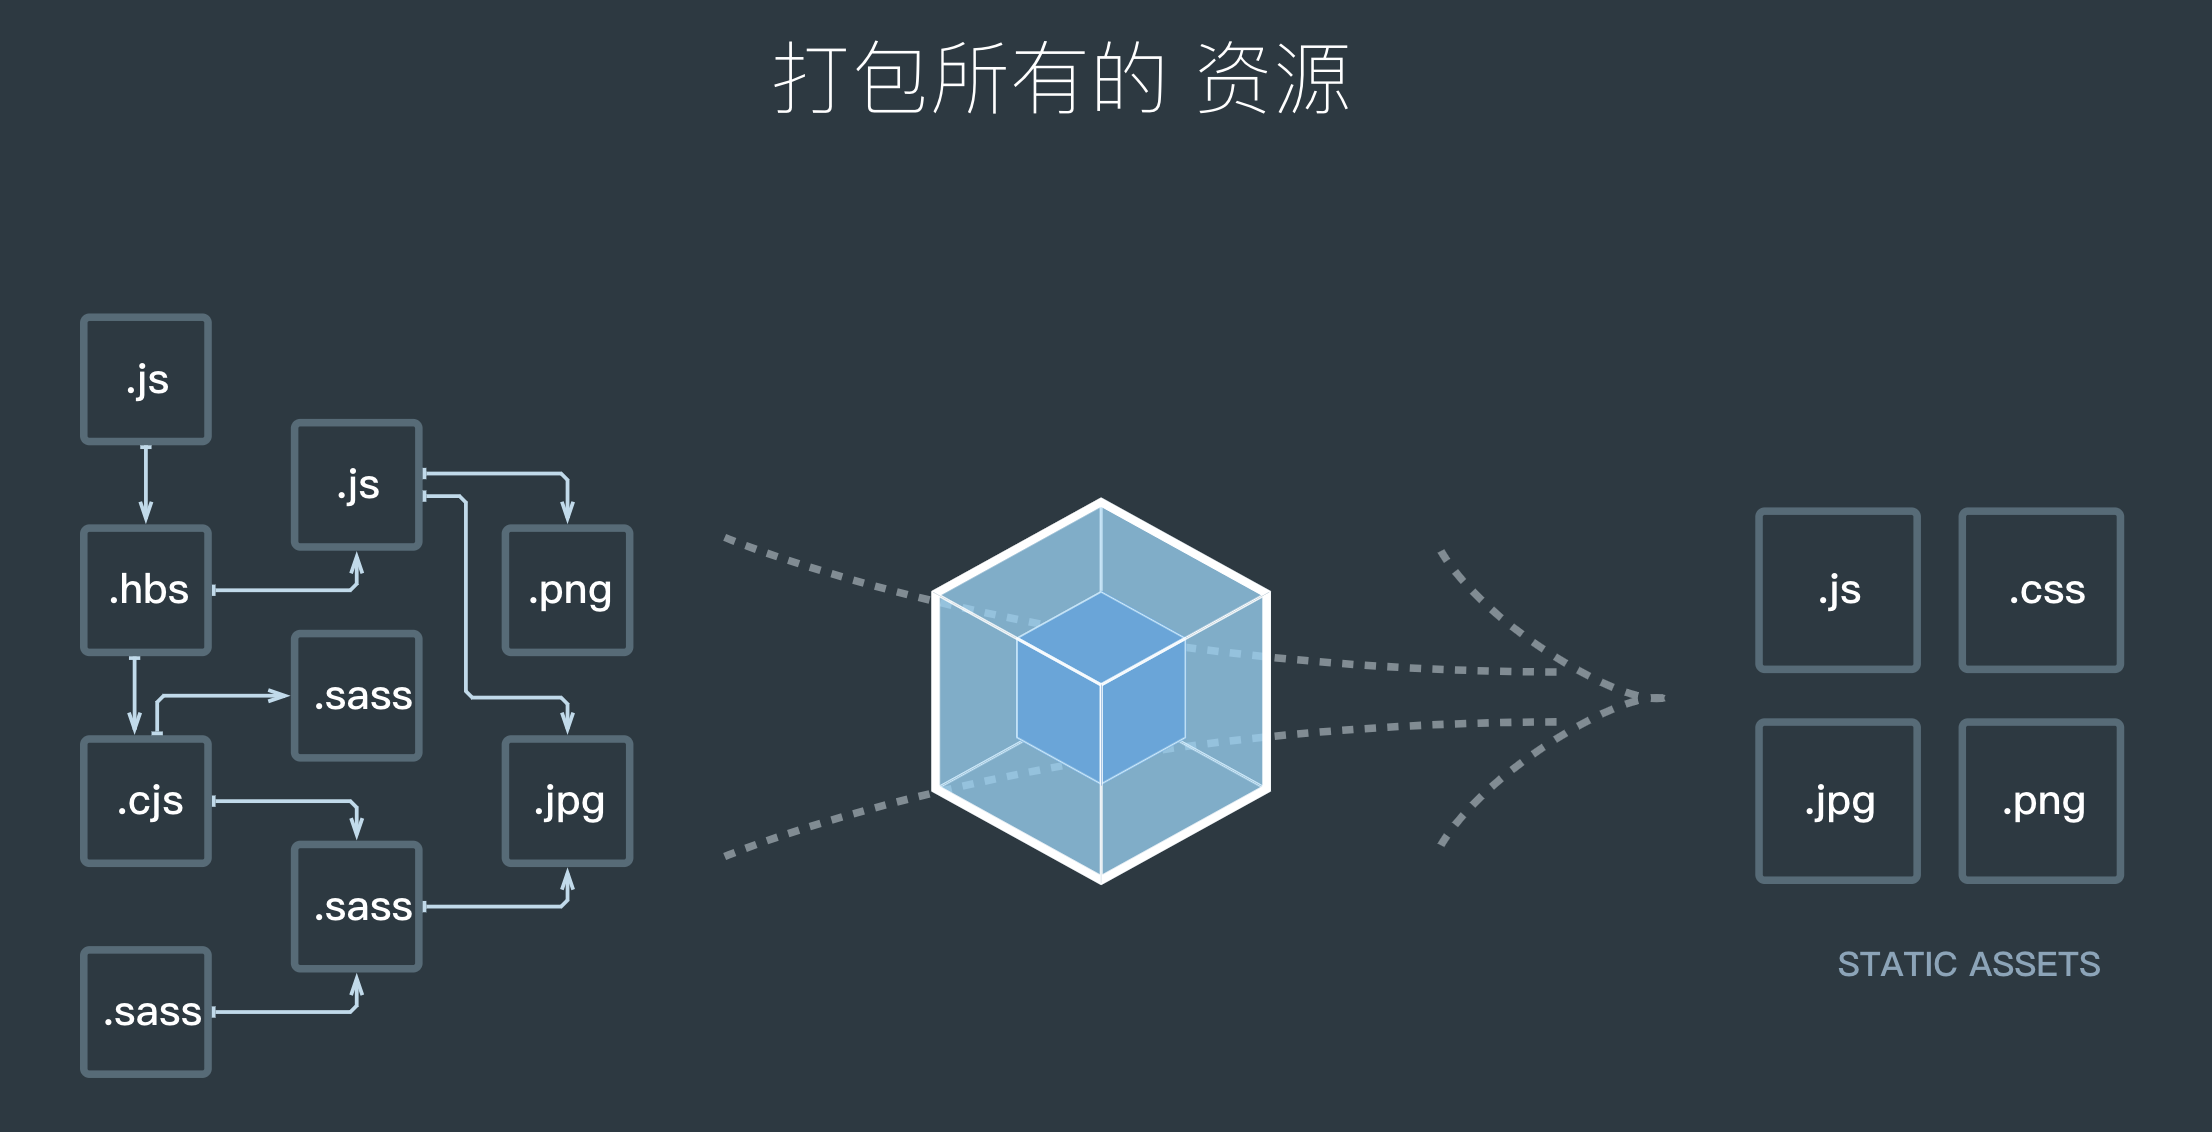 打包所有的 资源
.js
.js
.hbs
.png
.sass
.cjs
.jpg
.sass
.sass
.js
.css
.jpg
.png
STATIC ASSETS